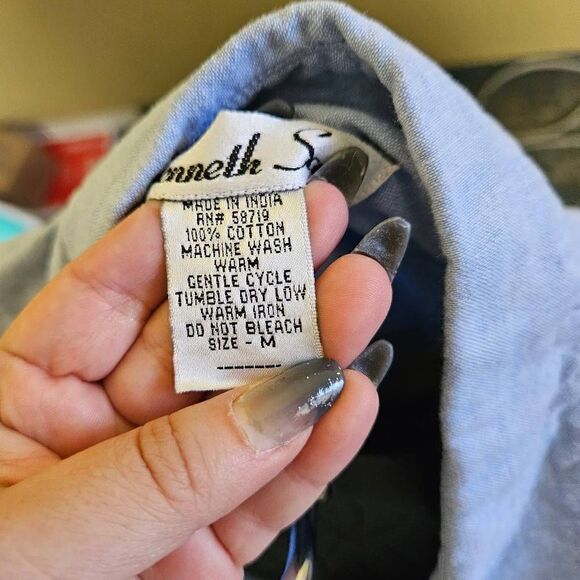 MADE IN INDIA
RN# 58719
100% COTTON
MACHINE WASH
WARM
GENTLE CYCLE
TUMBLE DRY LOW
WARM IRON
DO NOT BLEACH
SIZE - M